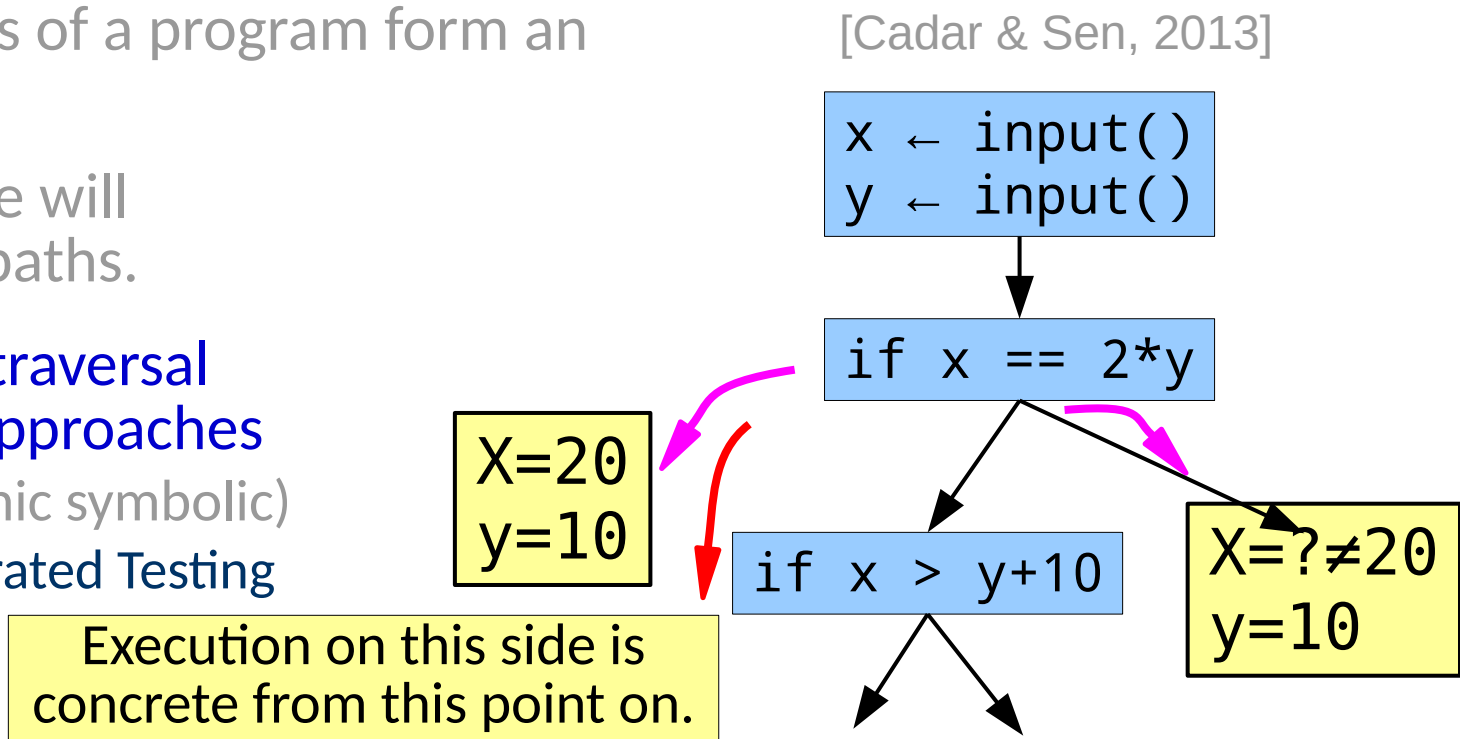 s of a program form an
[Cadar & Sen, 2013]
x ← input()
y ← input()
e will
paths.
if x == 2*y
traversal
pproaches
nic symbolic)
rated Testing
X=20
y=10
if x > y+10
X=?≠20
y=10
Execution on this side is
concrete from this point on.